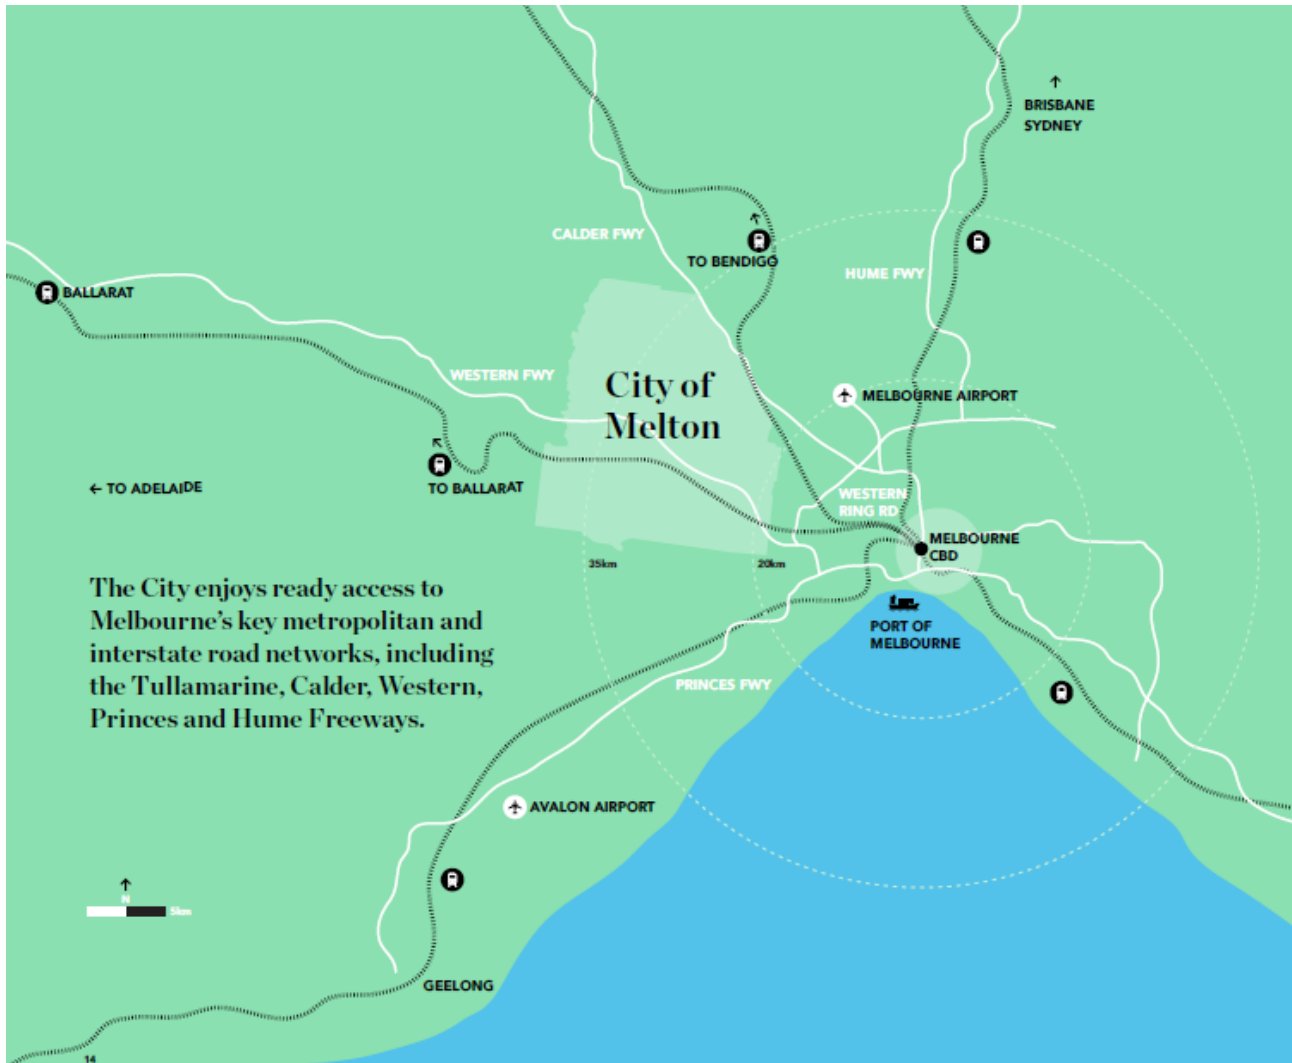 BRISBANE
SYDNEY
CALDER FWY
TO BENDIGO
HUME FWY
BALLARAT
WESTERN FWY
City of
Melton
MELBOURNE AIRPORT
← TO ADELAIDE
TO BALLARAT
WESTERN
RING RD
MELBOURNE
CBD
35km
20km
The City enjoys ready access to
Melbourne's key metropolitan and
interstate road networks, including
the Tullamarine, Calder, Western,
Princes and Hume Freeways.
PORT OF
MELBOURNE
PRINCES FWY
AVALON AIRPORT
N
5km
GEELONG
14